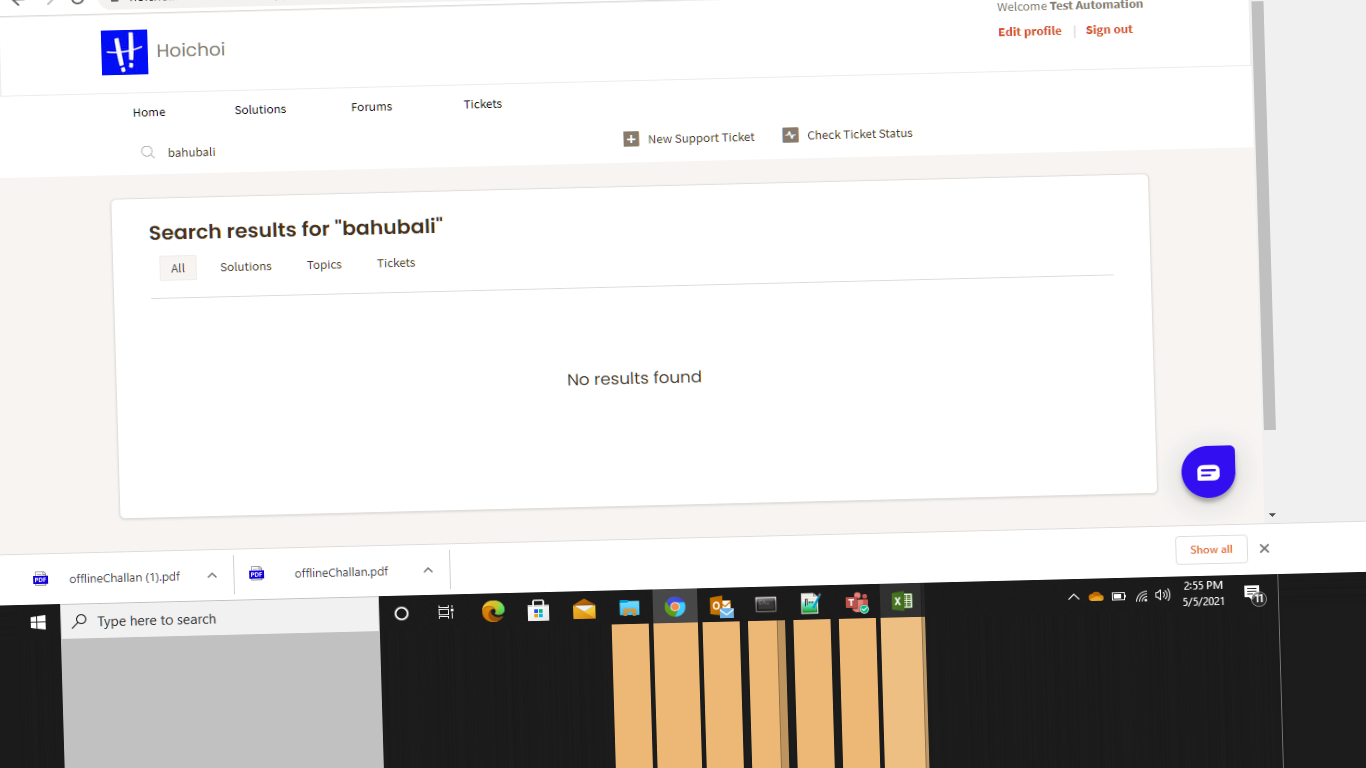 Welcome Test Automation
Edit profile | Sign out
Hoichoi
Home Solutions Forums Tickets
bahubali
New Support Ticket Check Ticket Status
Search results for "bahubali"
All Solutions Topics Tickets
No results found
offlineChallan (1).pdf offlineChallan.pdf Show all
Type here to search
2:55 PM
5/5/2021
11